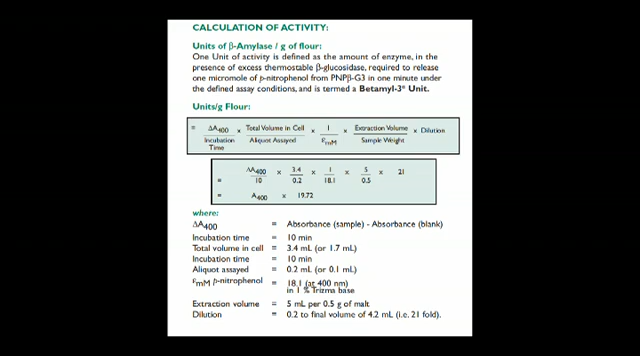 CALCULATION OF ACTIVITY:
Units of β-Amylase / g of flour:
One Unit of activity is defined as the amount of enzyme, in the
presence of excess thermostable β-glucosidase, required to release
one micromole of p-nitrophenol from PNPβ-G3 in one minute under
the defined assay conditions, and is termed a Betamyl-3® Unit.
Units/g Flour:
= ΔA400 / Incubation Time x Total Volume in Cell / Aliquot Assayed x 1 / εmM x Extraction Volume / Sample Weight x Dilution
= ΔA400 / 10 x 3.4 / 0.2 x 1 / 18.1 x 5 / 0.5 x 21
= A400 x 19.72
where:
ΔA400 = Absorbance (sample) - Absorbance (blank)
Incubation time = 10 min
Total volume in cell = 3.4 mL (or 1.7 mL)
Incubation time = 10 min
Aliquot assayed = 0.2 mL (or 0.1 mL)
εmM p-nitrophenol = 18.1 (at 400 nm)
in 1 % Trizma base
Extraction volume = 5 mL per 0.5 g of malt
Dilution = 0.2 to final volume of 4.2 mL (i.e. 21 fold).